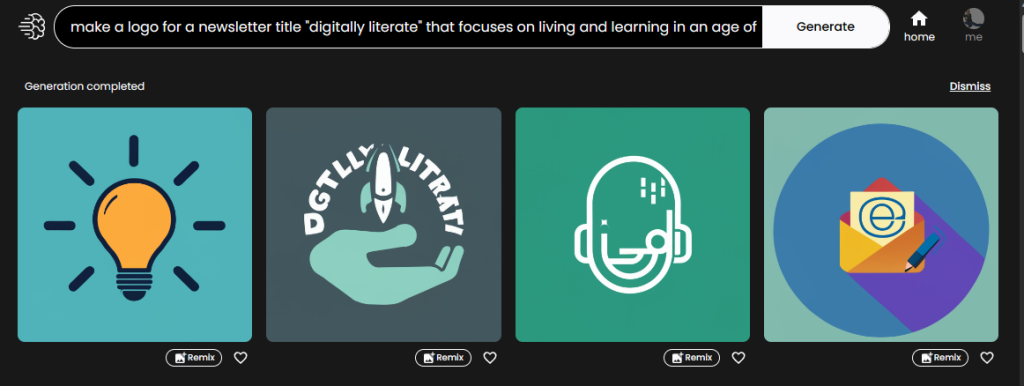 make a logo for a newsletter title "digitally literate" that focuses on living and learning in an age of
Generate
home
me
Generation completed
Dismiss
DGTLLY LITRATI
e
Remix
Remix
Remix
Remix